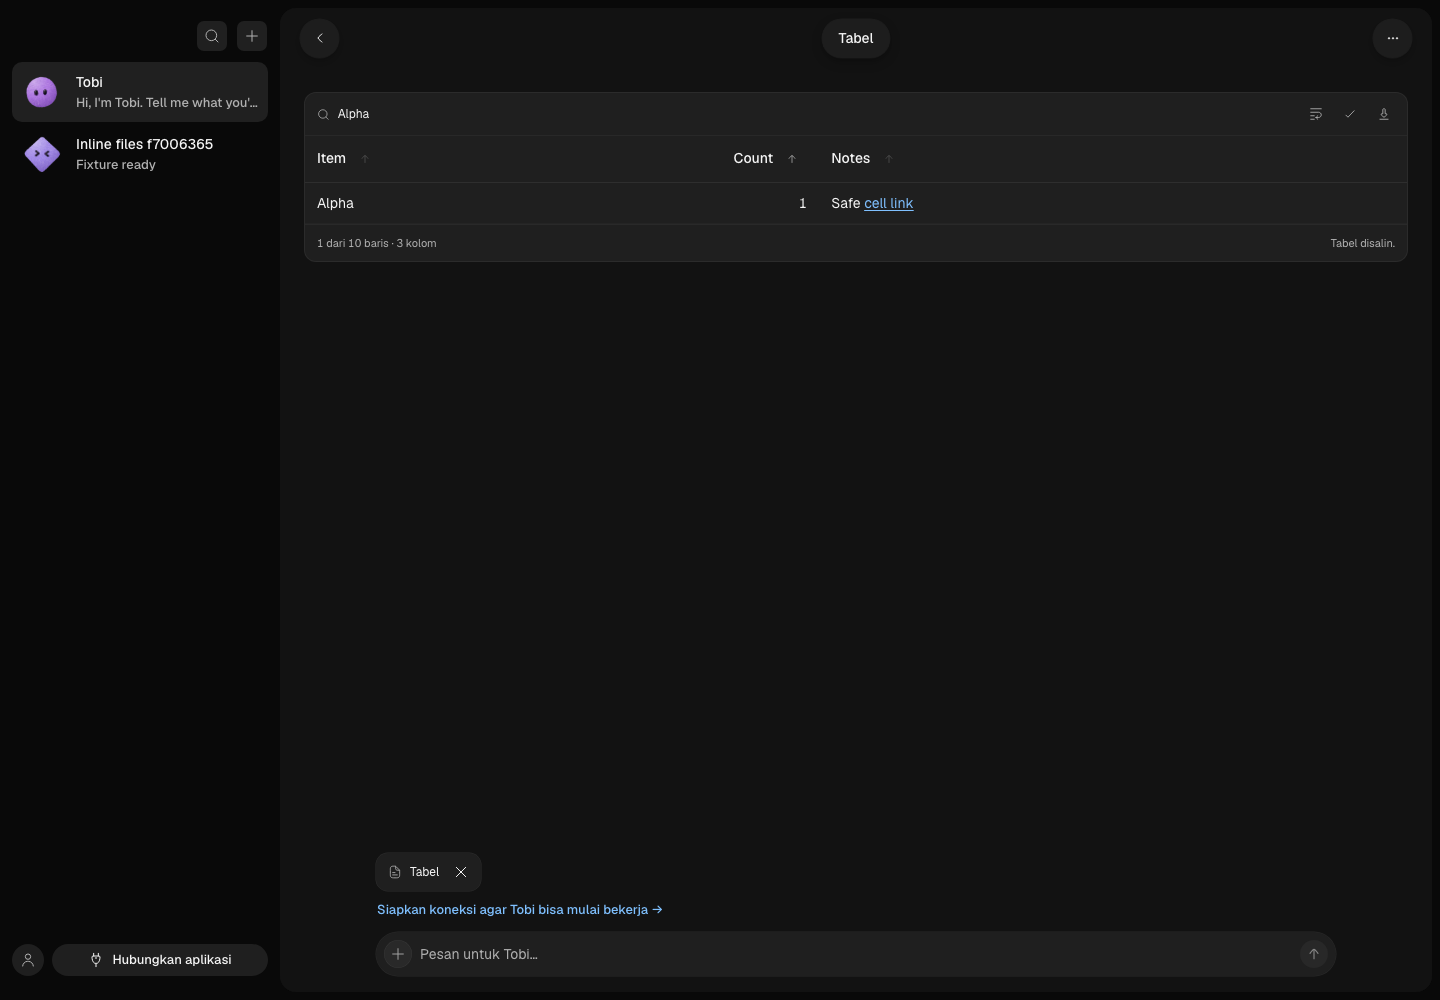 Tobi
Hi, I'm Tobi. Tell me what you'...
Inline files f7006365
Fixture ready
Hubungkan aplikasi
Tabel
Alpha
Item Count Notes
Alpha 1 Safe cell link
1 dari 10 baris · 3 kolom Tabel disalin.
Tabel
Siapkan koneksi agar Tobi bisa mulai bekerja →
Pesan untuk Tobi...